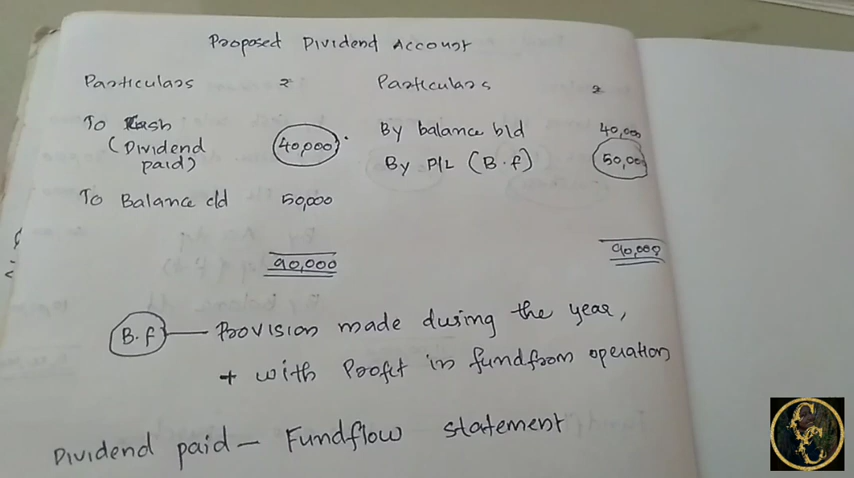 Proposed Dividend Account
Particulars ₹ Particulars ₹
To Cash 40,000 By balance b/d 40,000
(Dividend paid) By P/L (B.f) 50,000
To Balance c/d 50,000
90,000 90,000
B.f — Provision made during the year,
+ with Profit in fundfrom operation
Dividend paid — Fundflow statement